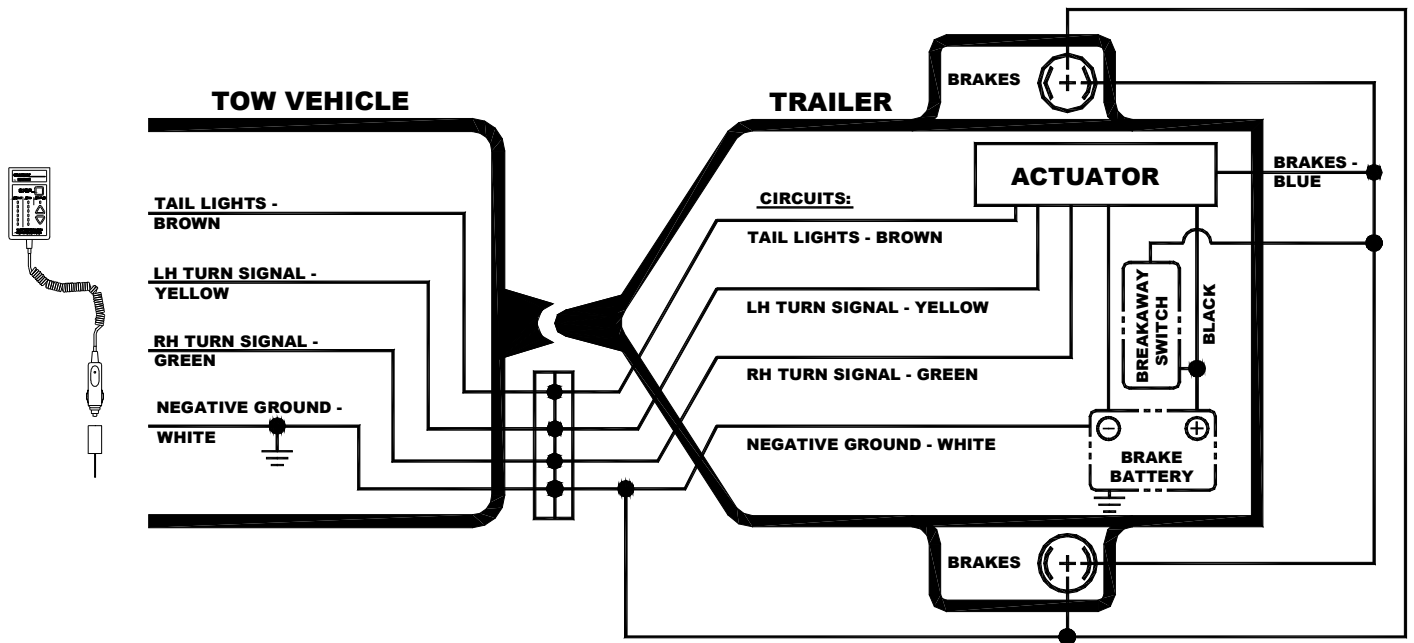 BRAKES
TOW VEHICLE
TRAILER
ACTUATOR
BRAKES -
BLUE
TAIL LIGHTS -
BROWN
CIRCUITS:
TAIL LIGHTS - BROWN
LH TURN SIGNAL -
YELLOW
LH TURN SIGNAL - YELLOW
BREAKAWAY
SWITCH
BLACK
RH TURN SIGNAL -
GREEN
RH TURN SIGNAL - GREEN
NEGATIVE GROUND -
WHITE
NEGATIVE GROUND - WHITE
BRAKE
BATTERY
BRAKES